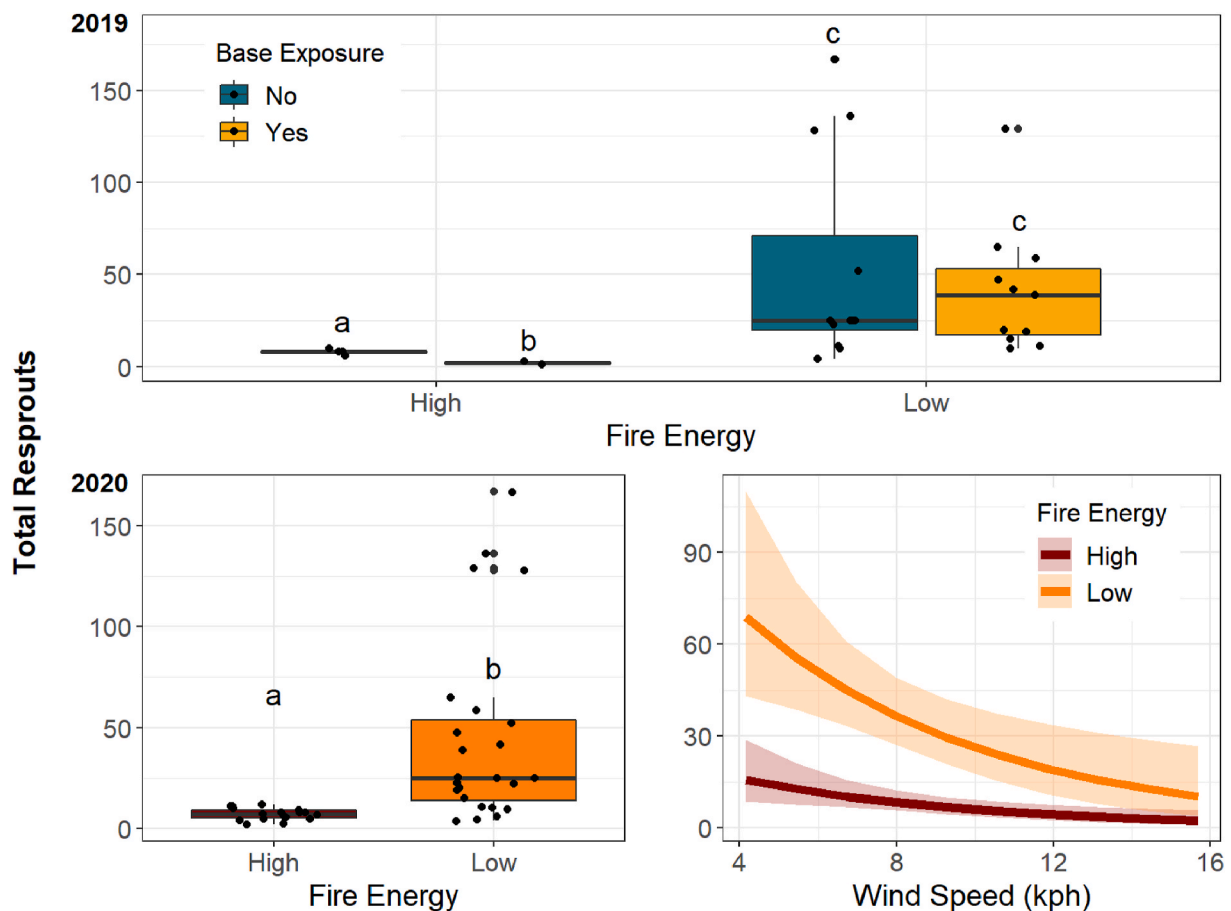 Total Resprouts
2019
Base Exposure
No
Yes
150
100
50
0
a
b
c
c
High
Low
Fire Energy
2020
150
100
50
0
a
b
High
Low
Fire Energy
90
60
30
0
Fire Energy
High
Low
4
8
12
16
Wind Speed (kph)